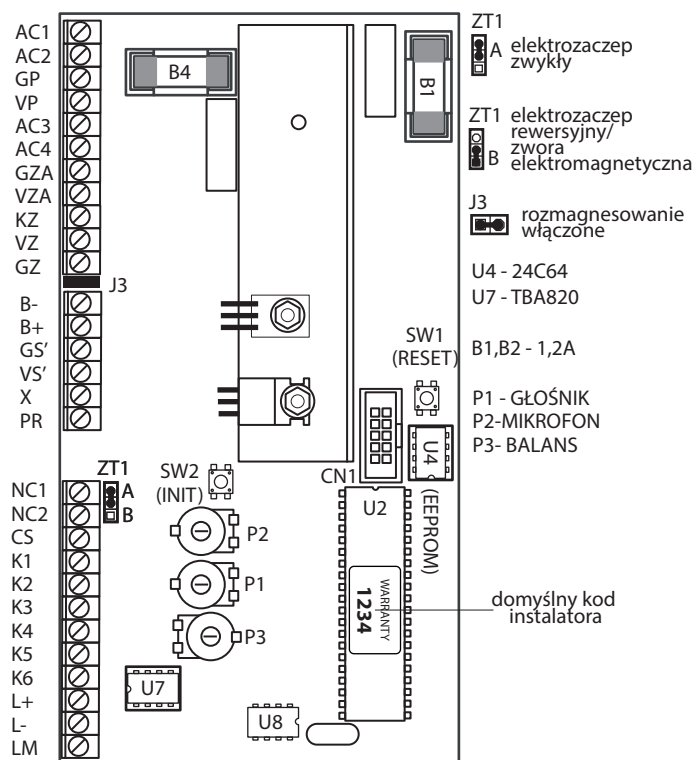 AC1
AC2
GP
VP
AC3
AC4
GZA
VZA
KZ
VZ
GZ
J3
B-
B+
GS’
VS’
X
PR
ZT1
NC1
A
NC2
B
CS
K1
K2
K3
K4
K5
K6
L+
L-
LM
B4
B1
SW1
(RESET)
SW2
(INIT)
CN1
U4
(EEPROM)
U2
P2
P1
P3
WARRANTY
1234
U7
U8
ZT1
A elektrozaczep
zwykły
ZT1 elektrozaczep
rewersyjny/
zwora
B elektromagnetyczna
J3
rozmagnesowanie
włączone
U4 - 24C64
U7 - TBA820
B1,B2 - 1,2A
P1 - GŁOŚNIK
P2-MIKROFON
P3- BALANS
domyślny kod
instalatora